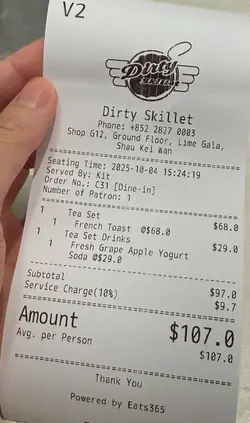 V2
Dirty
Skillet
Dirty Skillet
Phone: +852 2827 0003
Shop G12, Ground Floor, Lime Gala,
Shau Kei Wan
Seating Time: 2025-10-04 15:24:19
Served By: Kit
Order No.: C31 [Dine-in]
Number of Patron: 1
1 Tea Set $68.0
1 French Toast @$68.0
1 Tea Set Drinks $29.0
1 Fresh Grape Apple Yogurt
Soda @$29.0
Subtotal $97.0
Service Charge(10%) $9.7
Amount $107.0
Avg. per Person $107.0
Thank You
Powered by Eats365